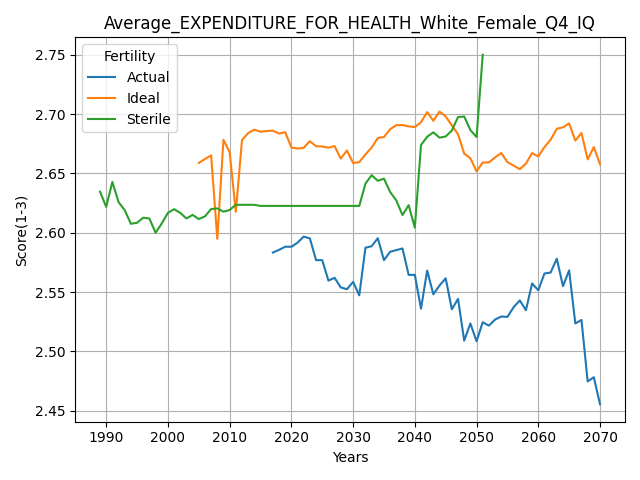 Average_EXPENDITURE_FOR_HEALTH_White_Female_Q4_IQ
Fertility
Actual
Ideal
Sterile
Score(1-3)
2.75
2.70
2.65
2.60
2.55
2.50
2.45
1990 2000 2010 2020 2030 2040 2050 2060 2070
Years